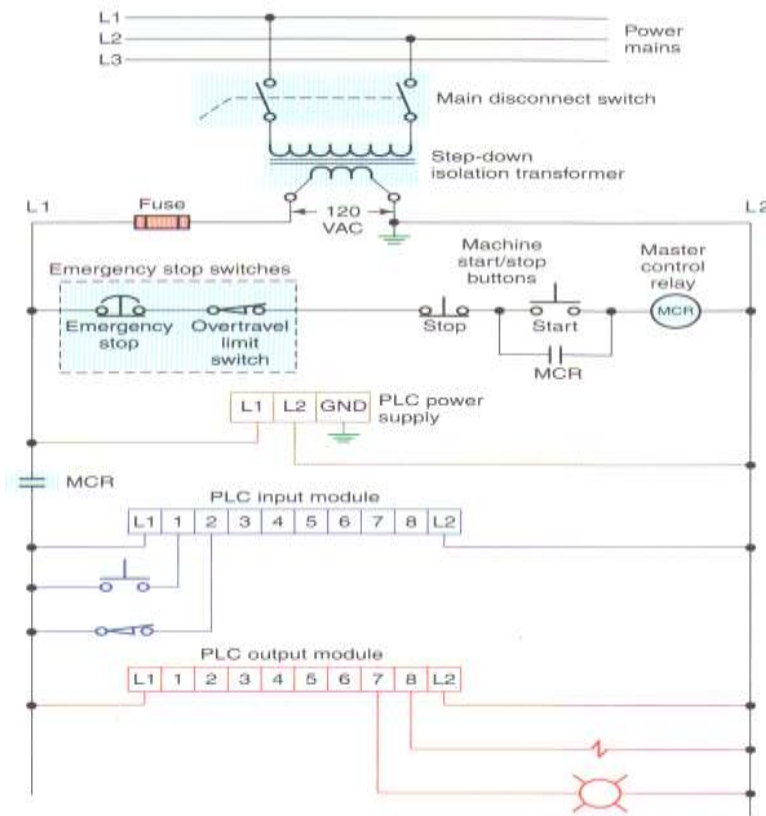 L1
L2
L3
Power
mains
Main disconnect switch
Step-down
isolation transformer
L1
Fuse
120
VAC
L2
Emergency stop switches
Machine
start/stop
buttons
Master
control
relay
Emergency
stop
Overtravel
limit
switch
Stop
Start
MCR
MCR
L1 L2 GND
PLC power
supply
MCR
PLC input module
L1 1 2 3 4 5 6 7 8 L2
PLC output module
L1 1 2 3 4 5 6 7 8 L2